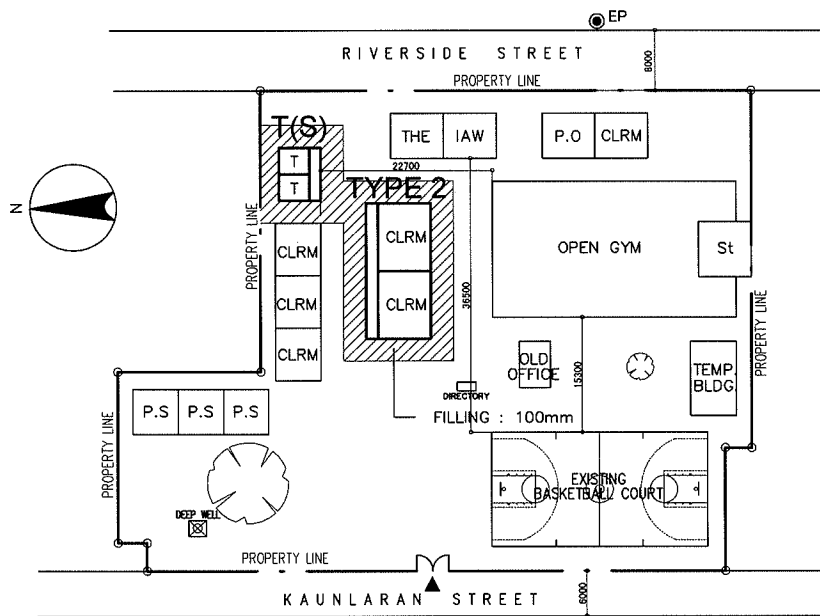 EP
RIVERSIDE STREET
8000
PROPERTY LINE
T(S)
THE IAW
P.O CLRM
T
T
22700
TYPE 2
N
PROPERTY LINE
CLRM
CLRM
CLRM
CLRM
CLRM
36500
OPEN GYM
St
PROPERTY LINE
OLD
OFFICE
15300
TEMP.
BLDG.
DIRECTORY
FILLING : 100mm
P.S P.S P.S
PROPERTY LINE
EXISTING
BASKETBALL COURT
DEEP WELL
PROPERTY LINE
KAUNLARAN STREET
6000